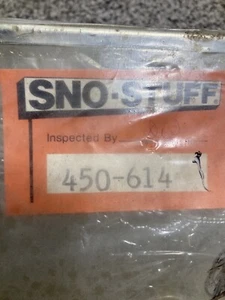 SNO-STUFF
Inspected By
450-614